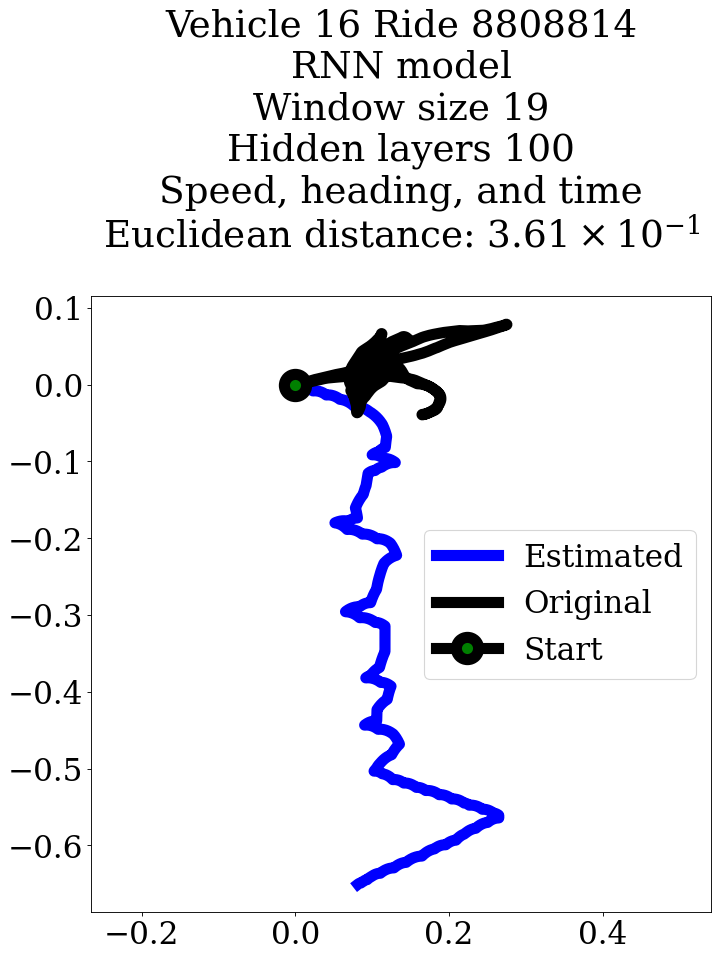 Vehicle 16 Ride 8808814
RNN model
Window size 19
Hidden layers 100
Speed, heading, and time
Euclidean distance: 3.61 × 10⁻¹
0.1
0.0
−0.1
−0.2
−0.3
−0.4
−0.5
−0.6
Estimated
Original
Start
−0.2 0.0 0.2 0.4